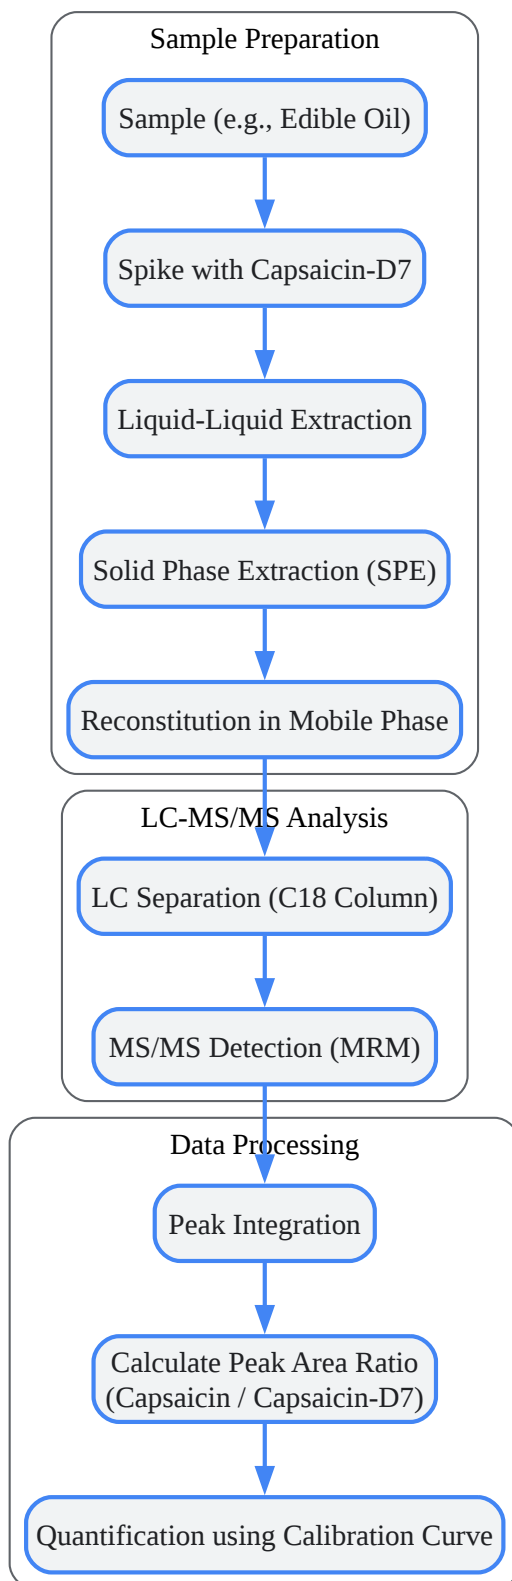 Sample Preparation
Sample (e.g., Edible Oil)
Spike with Capsaicin-D7
Liquid-Liquid Extraction
Solid Phase Extraction (SPE)
Reconstitution in Mobile Phase
LC-MS/MS Analysis
LC Separation (C18 Column)
MS/MS Detection (MRM)
Data Processing
Peak Integration
Calculate Peak Area Ratio
(Capsaicin / Capsaicin-D7)
Quantification using Calibration Curve